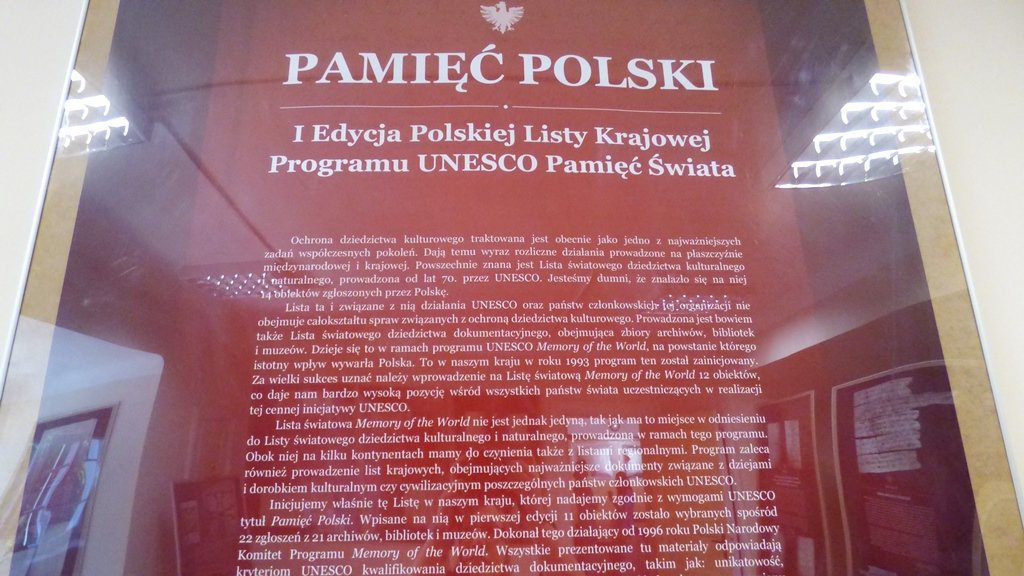 PAMIĘĆ POLSKI
I Edycja Polskiej Listy Krajowej
Programu UNESCO Pamięć Świata
Ochrona dziedzictwa kulturowego traktowana jest obecnie jako jedno z najważniejszych
zadań współczesnych pokoleń. Dają temu wyraz rozliczne działania prowadzone na płaszczyźnie
międzynarodowej i krajowej. Powszechnie znana jest Lista światowego dziedzictwa kulturalnego
i naturalnego, prowadzona od lat 70. przez UNESCO. Jesteśmy dumni, że znalazło się na niej
14 obiektów zgłoszonych przez Polskę.
Lista ta i związane z nią działania UNESCO oraz państw członkowskich tej organizacji nie
obejmuje całokształtu spraw związanych z ochroną dziedzictwa kulturowego. Prowadzona jest bowiem
także Lista światowego dziedzictwa dokumentacyjnego, obejmująca zbiory archiwów, bibliotek
i muzeów. Dzieje się to w ramach programu UNESCO Memory of the World, na powstanie którego
istotny wpływ wywarła Polska. To w naszym kraju w roku 1993 program ten został zainicjowany.
Za wielki sukces uznać należy wprowadzenie na Listę światową Memory of the World 12 obiektów,
co daje nam bardzo wysoką pozycję wśród wszystkich państw świata uczestniczących w realizacji
tej cennej inicjatywy UNESCO.
Lista światowa Memory of the World nie jest jednak jedyną, tak jak ma to miejsce w odniesieniu
do Listy światowego dziedzictwa kulturalnego i naturalnego, prowadzoną w ramach tego programu.
Obok niej na kilku kontynentach mamy do czynienia także z listami regionalnymi. Program zaleca
również prowadzenie list krajowych, obejmujących najważniejsze dokumenty związane z dziejami
i dorobkiem kulturalnym czy cywilizacyjnym poszczególnych państw członkowskich UNESCO.
Inicjujemy właśnie tę Listę w naszym kraju, której nadajemy zgodnie z wymogami UNESCO
tytuł Pamięć Polski. Wpisane na nią w pierwszej edycji 11 obiektów zostało wybranych spośród
22 zgłoszeń z 21 archiwów, bibliotek i muzeów. Dokonał tego działający od 1996 roku Polski Narodowy
Komitet Programu Memory of the World. Wszystkie prezentowane tu materiały odpowiadają
kryteriom UNESCO kwalifikowania dziedzictwa dokumentacyjnego, takim jak: unikatowość,